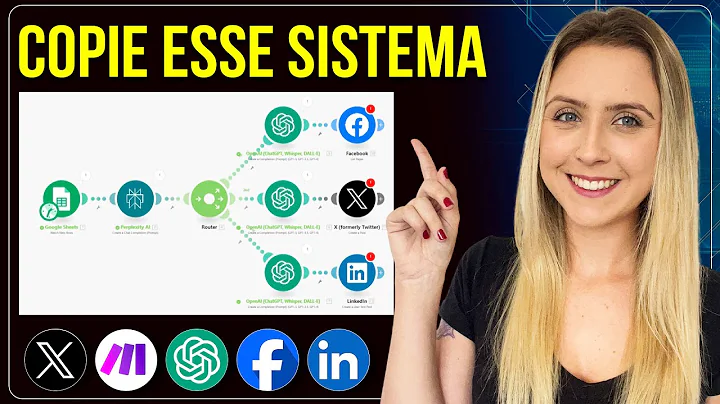 COPIE ESSE SISTEMA
OpenAI (ChatGPT, Whisper, DALL-E)
Facebook
Google Sheets
Perplexity AI
Router
OpenAI (ChatGPT, Whisper, DALL-E)
X (formerly Twitter)
OpenAI (ChatGPT, Whisper, DALL-E)
LinkedIn
in